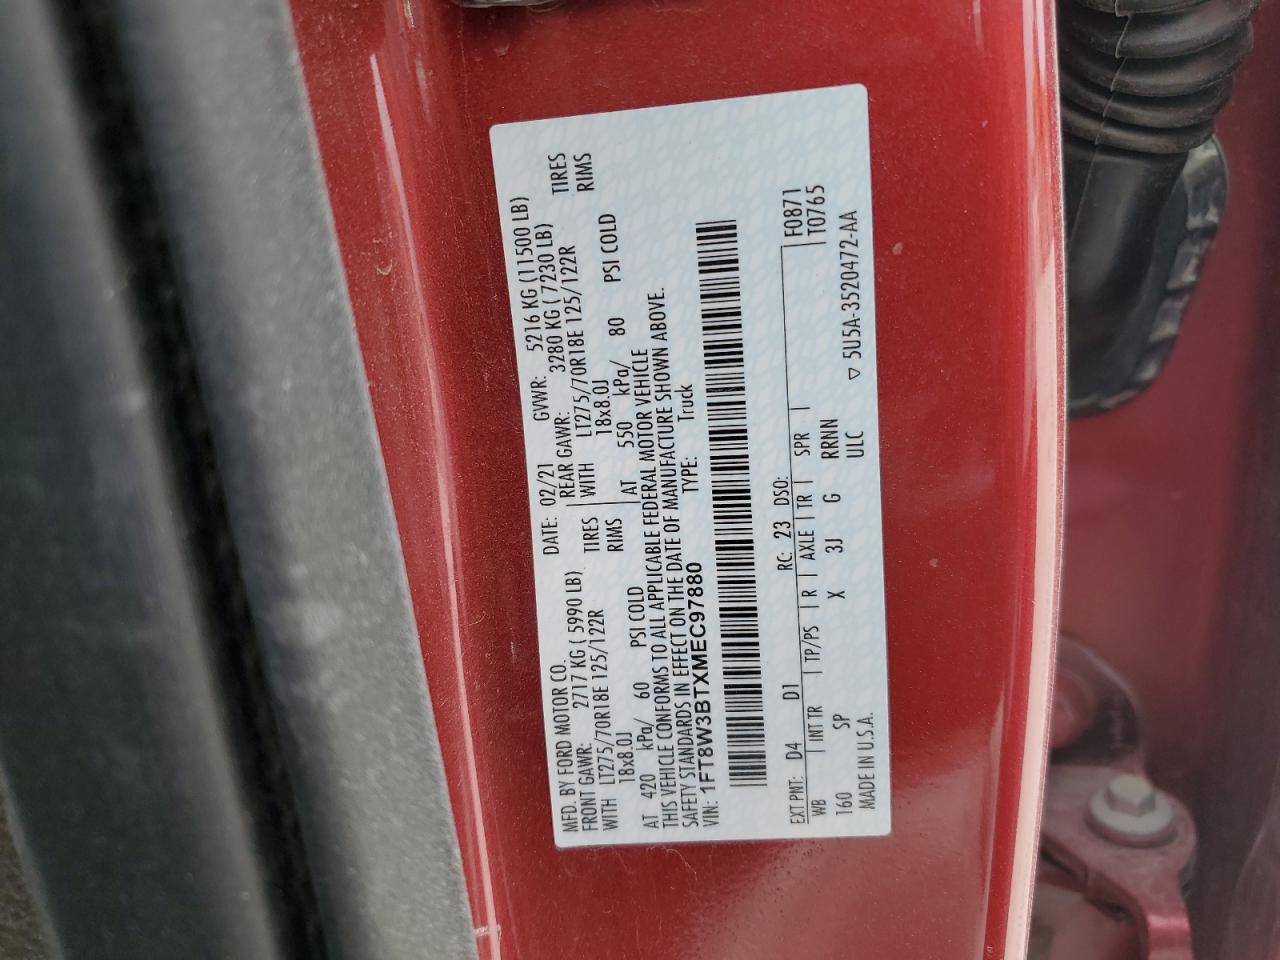 MFD. BY FORD MOTOR CO.
DATE: 02/21 GVWR: 5216 KG (11500 LB)
FRONT GAWR: 2717 KG ( 5990 LB) REAR GAWR: 3280 KG ( 7230 LB)
WITH LT275/70R18E 125/122R TIRES WITH LT275/70R18E 125/122R TIRES
18x8.0J RIMS 18x8.0J RIMS
AT 420 kPa/ 60 PSI COLD AT 550 kPa/ 80 PSI COLD
THIS VEHICLE CONFORMS TO ALL APPLICABLE FEDERAL MOTOR VEHICLE
SAFETY STANDARDS IN EFFECT ON THE DATE OF MANUFACTURE SHOWN ABOVE.
VIN: 1FT8W3BTXMEC97880 TYPE: Truck
EXT PNT: D4 D1 RC: 23 DSO: F0871
WB INT TR TP/PS R AXLE TR SPR T0765
160 SP X 3J G RRNN
MADE IN U.S.A. ULC ▽ 5U5A-3520472-AA